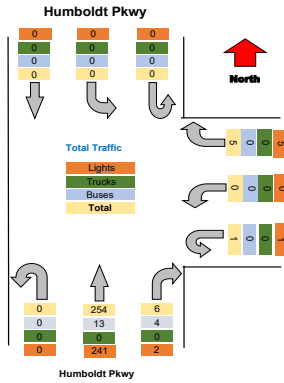 Humboldt Pkwy
0 0 0
0 0 0
0 0 0
0 0 0
North
Total Traffic
Lights
Trucks
Buses
Total
5 0 0 5
0 0 0 0
1 0 0 1
0 254 6
0 13 4
0 0 0
0 241 2
Humboldt Pkwy